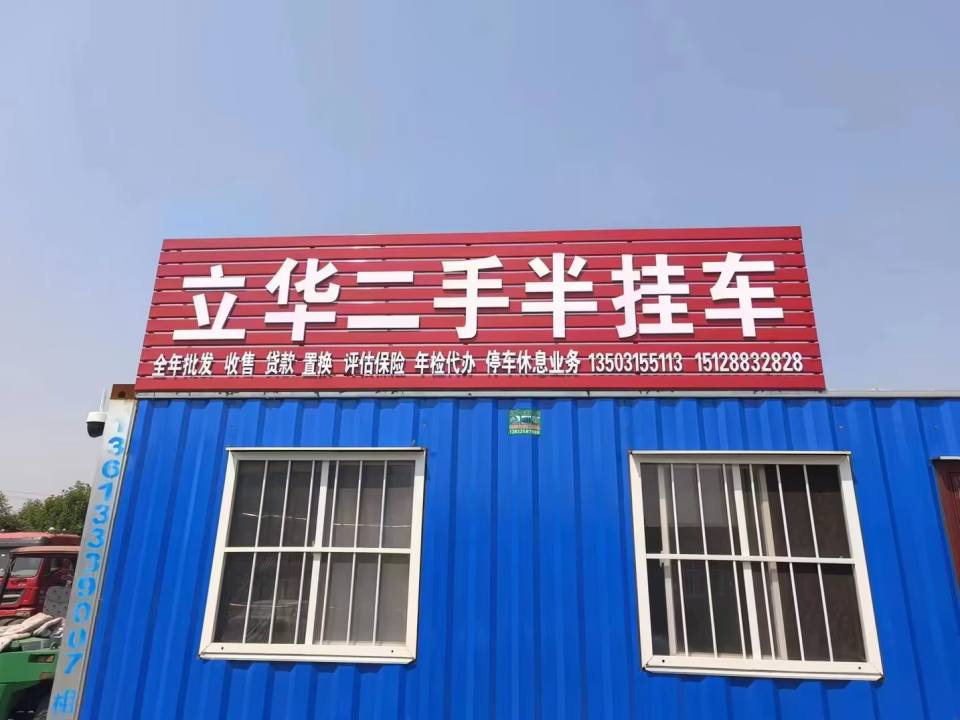 立华二手半挂车
全年批发 收售 贷款 置换 评估保险 年检代办 停车休息业务 13503155113 15128832828